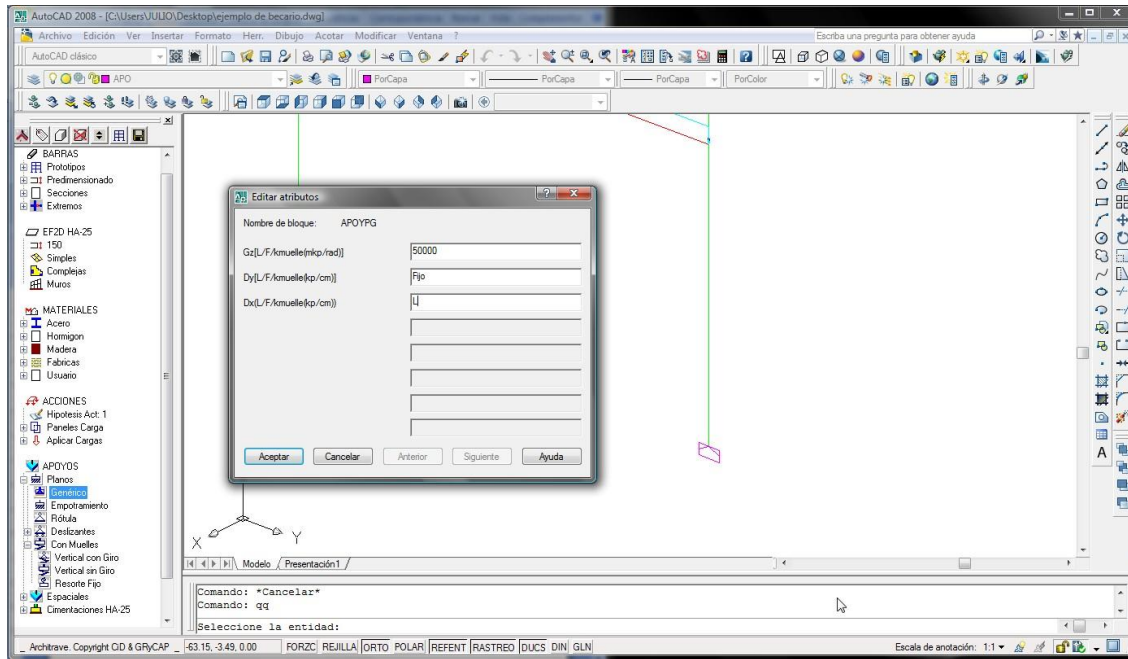 AutoCAD 2008 - [C:\Users\JULIO\Desktop\ejemplo de becario.dwg]
Archivo Edición Ver Insertar Formato Herr. Dibujo Acotar Modificar Ventana ?
Escriba una pregunta para obtener ayuda
AutoCAD clásico
APO
PorCapa
PorCapa
PorCapa
PorColor
BARRAS
Prototipos
Predimensionado
Secciones
Extremos
EF2D HA-25
150
Simples
Complejas
Muros
MATERIALES
Acero
Hormigon
Madera
Fabricas
Usuario
ACCIONES
Hipotesis Act: 1
Paneles Carga
Aplicar Cargas
APOYOS
Planos
Genérico
Empotramiento
Rótula
Deslizantes
Con Muelles
Vertical con Giro
Vertical sin Giro
Resorte Fijo
Espaciales
Cimentaciones HA-25
Editar atributos
Nombre de bloque: APOYPG
Gz[L/F/kmuelle(mkp/rad)] 50000
Dy[L/F/kmuelle(kp/cm)] Fijo
Dx(L/F/kmuelle(kp/cm)) L
Aceptar Cancelar Anterior Siguiente Ayuda
X Y
Modelo Presentación1
Comando: *Cancelar*
Comando: qq
Seleccione la entidad:
_ Architrave. Copyright CiD & GRyCAP _ -63.15, -3.49, 0.00 FORZC REJILLA ORTO POLAR REFENT RASTREO DUCS DIN GLN Escala de anotación: 1:1